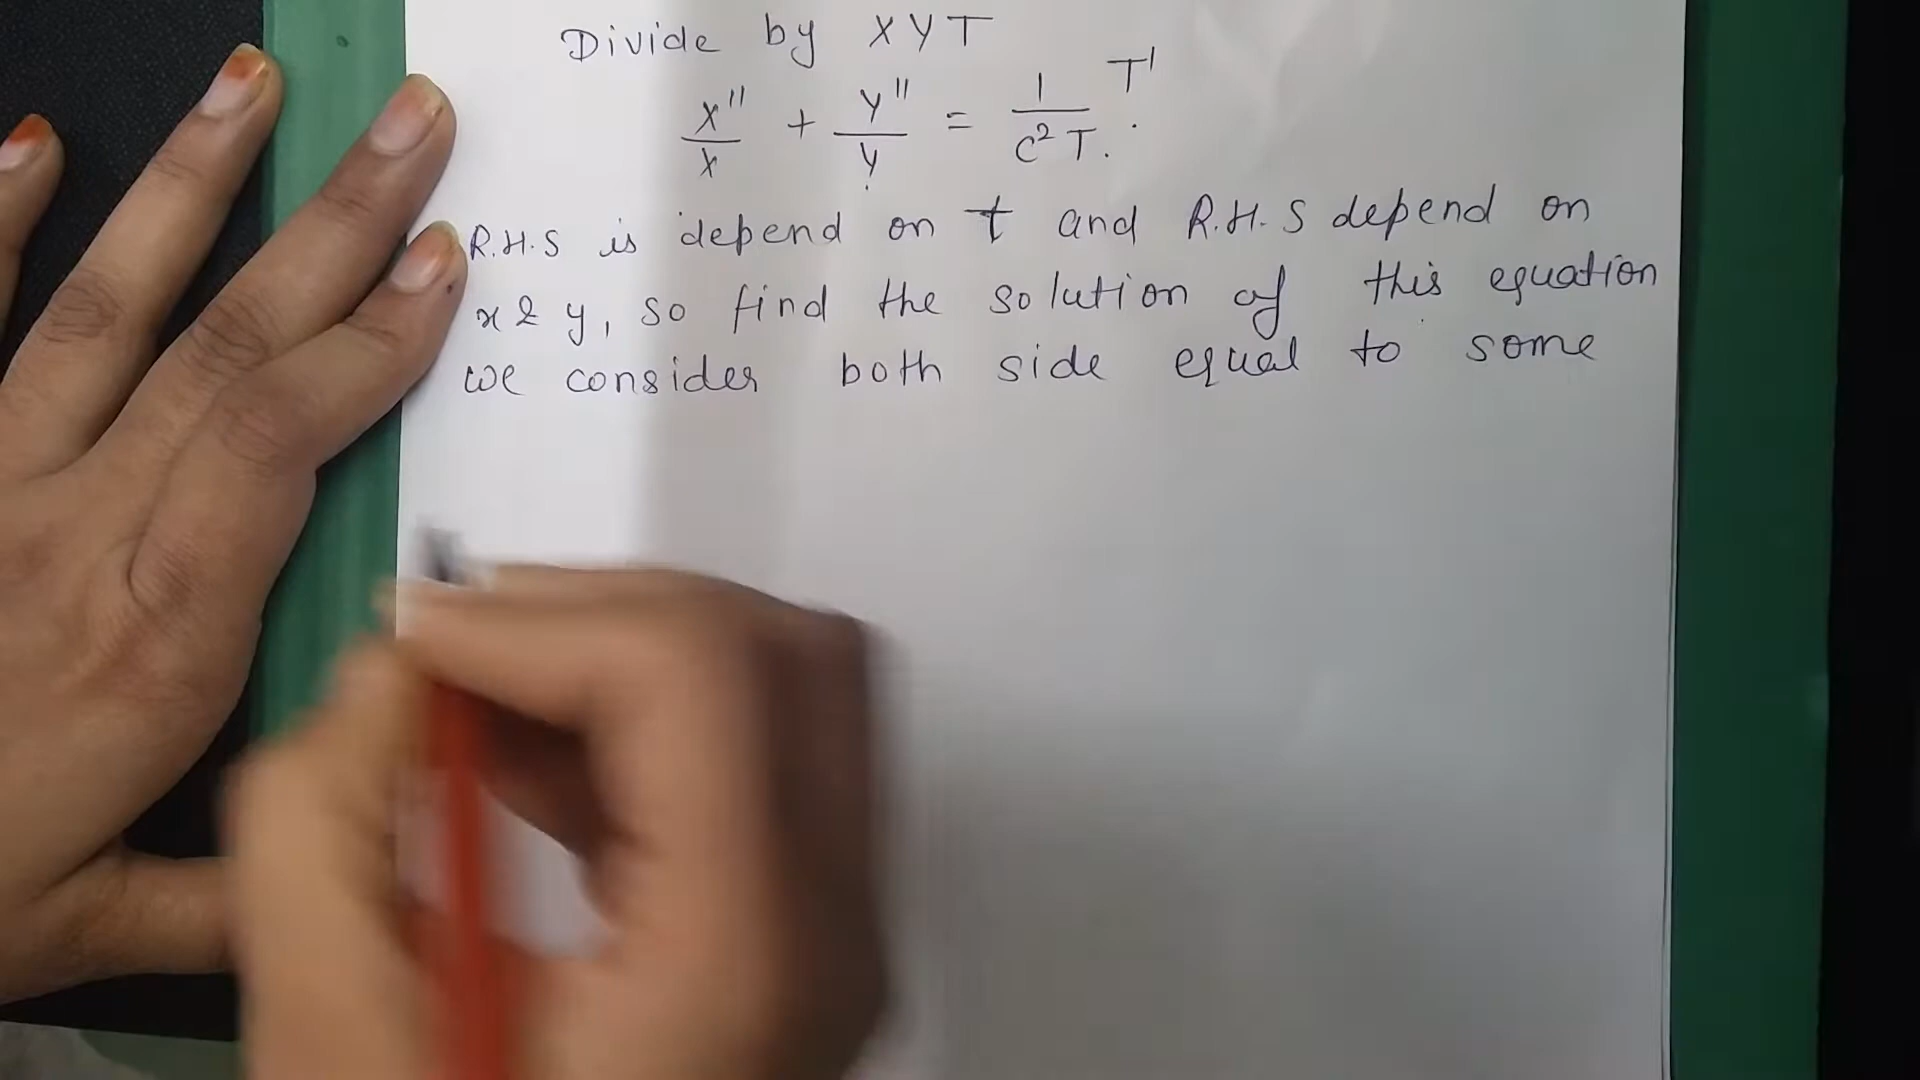 Divide by XYT
X''/X + Y''/Y = 1/c² T T'
R.H.S is depend on t and R.H.S depend on
x & y, so find the solution of this equation
we consider both side equal to some